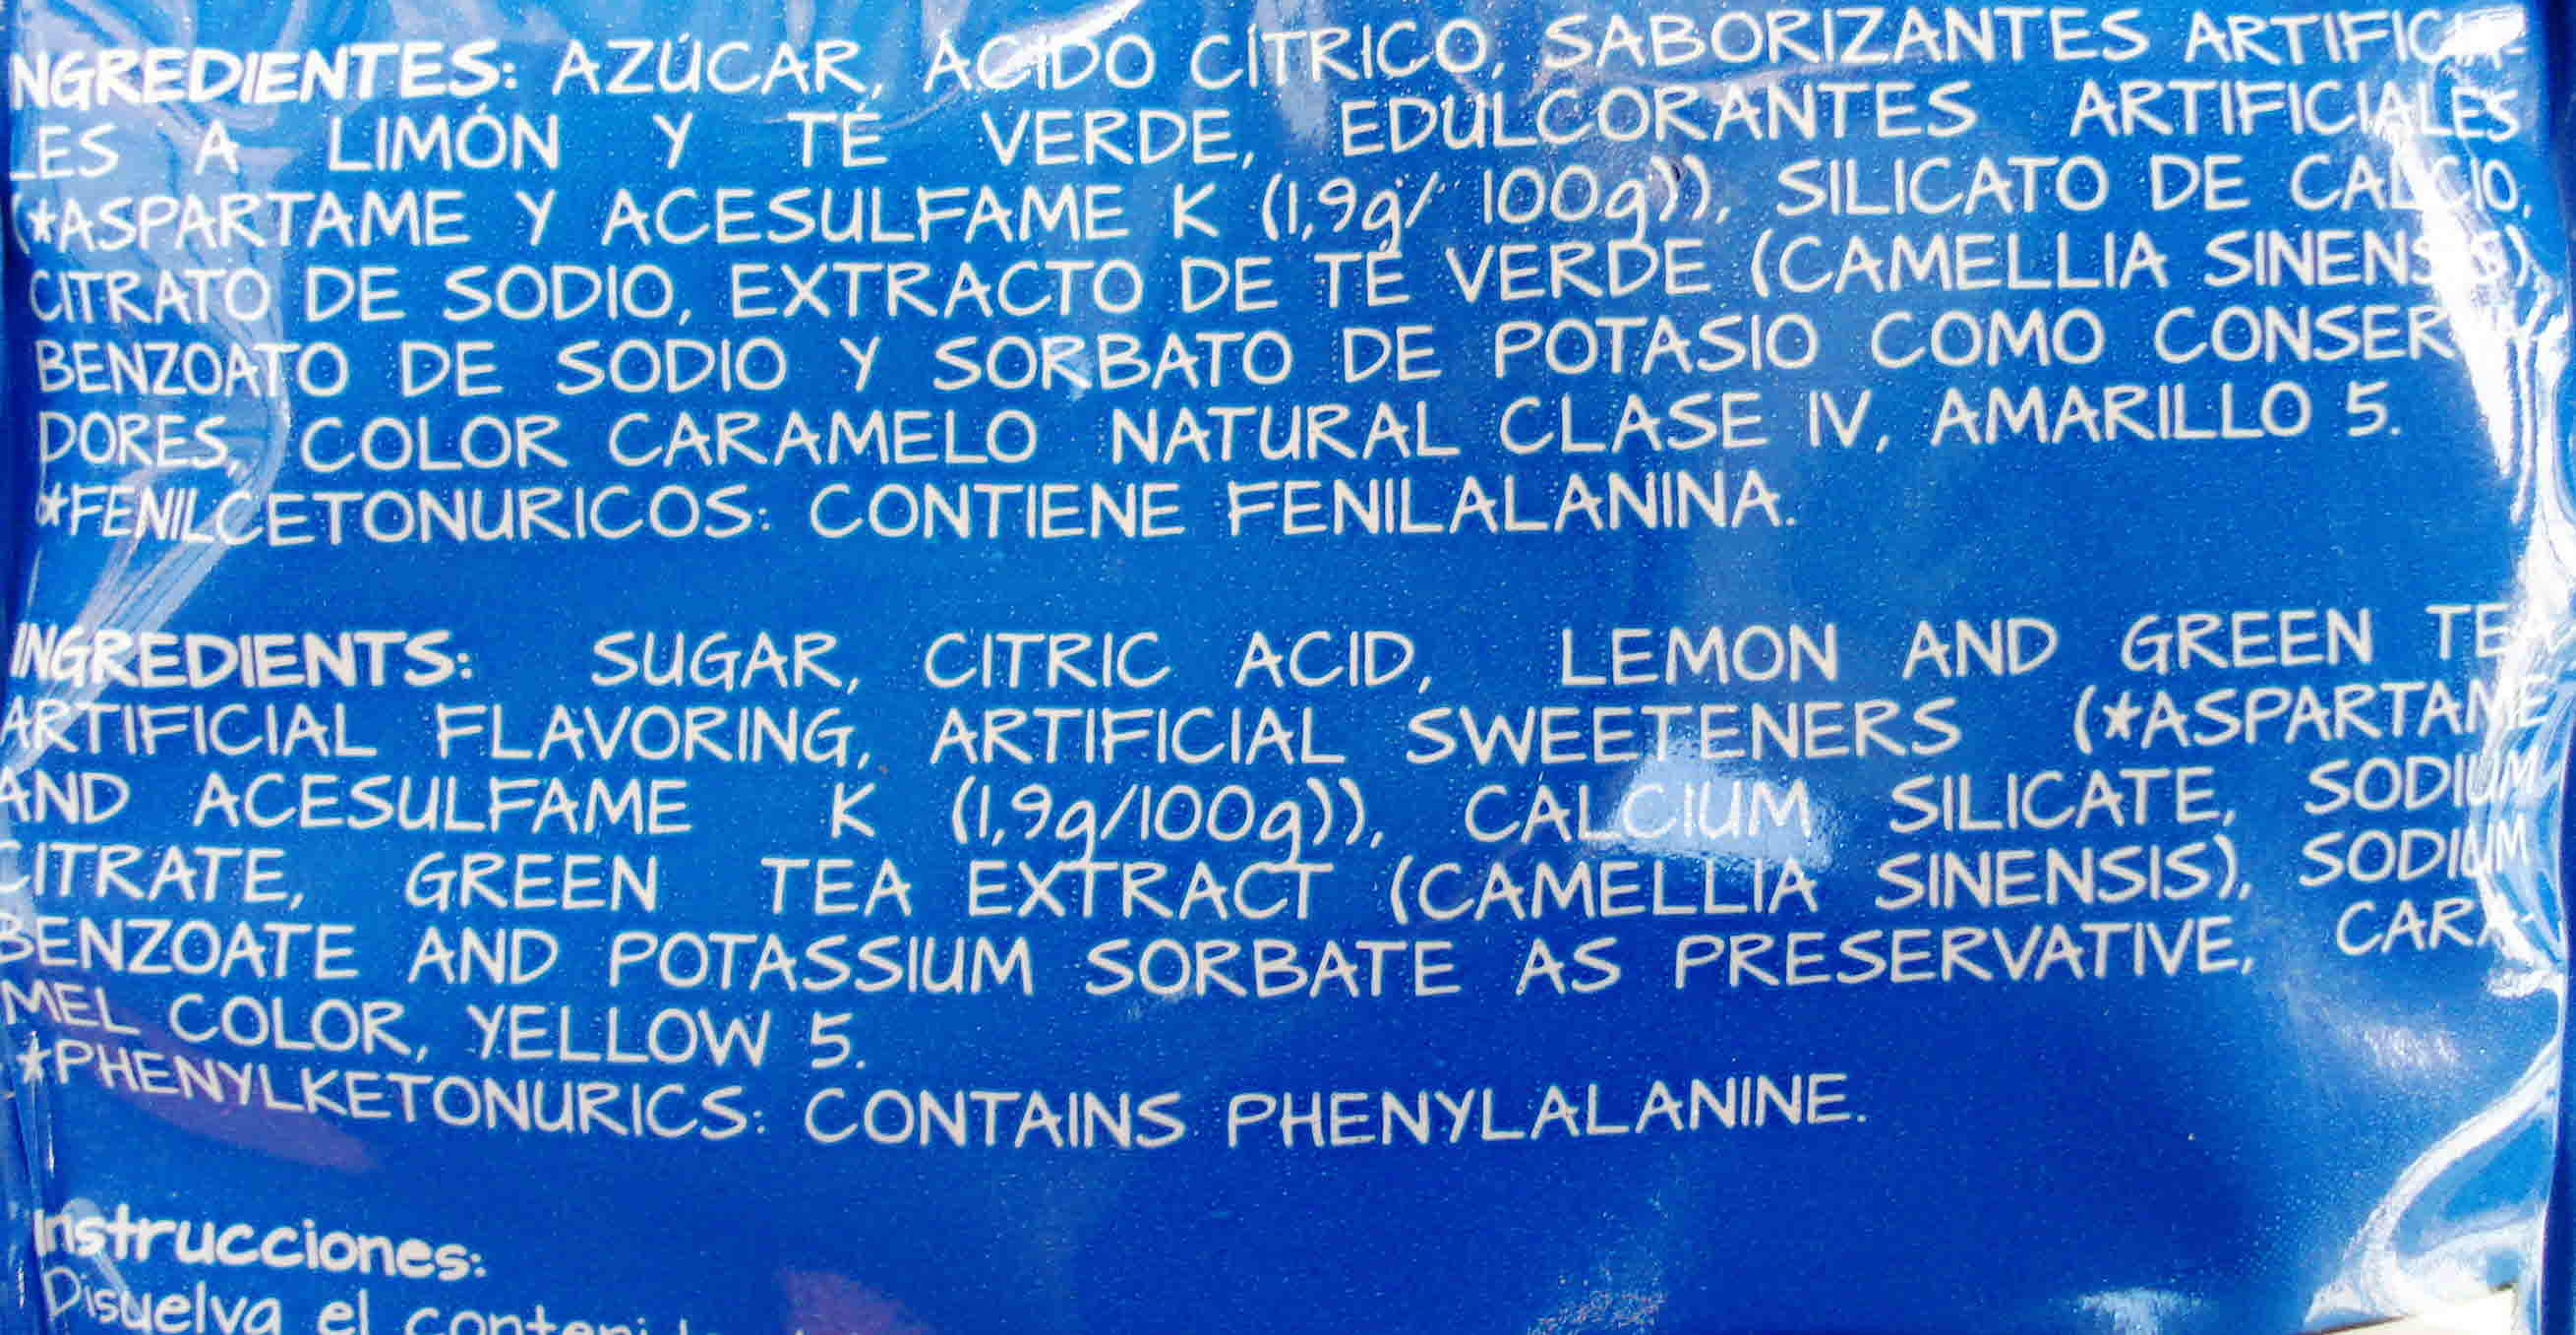 INGREDIENTES: AZÚCAR, ÁCIDO CÍTRICO, SABORIZANTES ARTIFICIA-
LES A LIMÓN Y TÉ VERDE, EDULCORANTES ARTIFICIALES
(*ASPARTAME Y ACESULFAME K (1,9g/ 100g)), SILICATO DE CALCIO,
CITRATO DE SODIO, EXTRACTO DE TÉ VERDE (CAMELLIA SINENSIS),
BENZOATO DE SODIO Y SORBATO DE POTASIO COMO
DORES, COLOR CARAMELO NATURAL CLASE IV, AMARILLO 5.
*FENILCETONURICOS: CONTIENE FENILALANINA.
INGREDIENTS: SUGAR, CITRIC ACID, LEMON AND GREEN TEA
ARTIFICIAL FLAVORING, ARTIFICIAL SWEETENERS (*ASPARTAME
AND ACESULFAME K (1,9g/100g)), CALCIUM SILICATE, SODIUM
CITRATE, GREEN TEA EXTRACT (CAMELLIA SINENSIS), SODIUM
BENZOATE AND POTASSIUM SORBATE AS PRESERVATIVE, CARA-
MEL COLOR, YELLOW 5.
*PHENYLKETONURICS: CONTAINS PHENYLALANINE.
Instrucciones:
Disuelva el